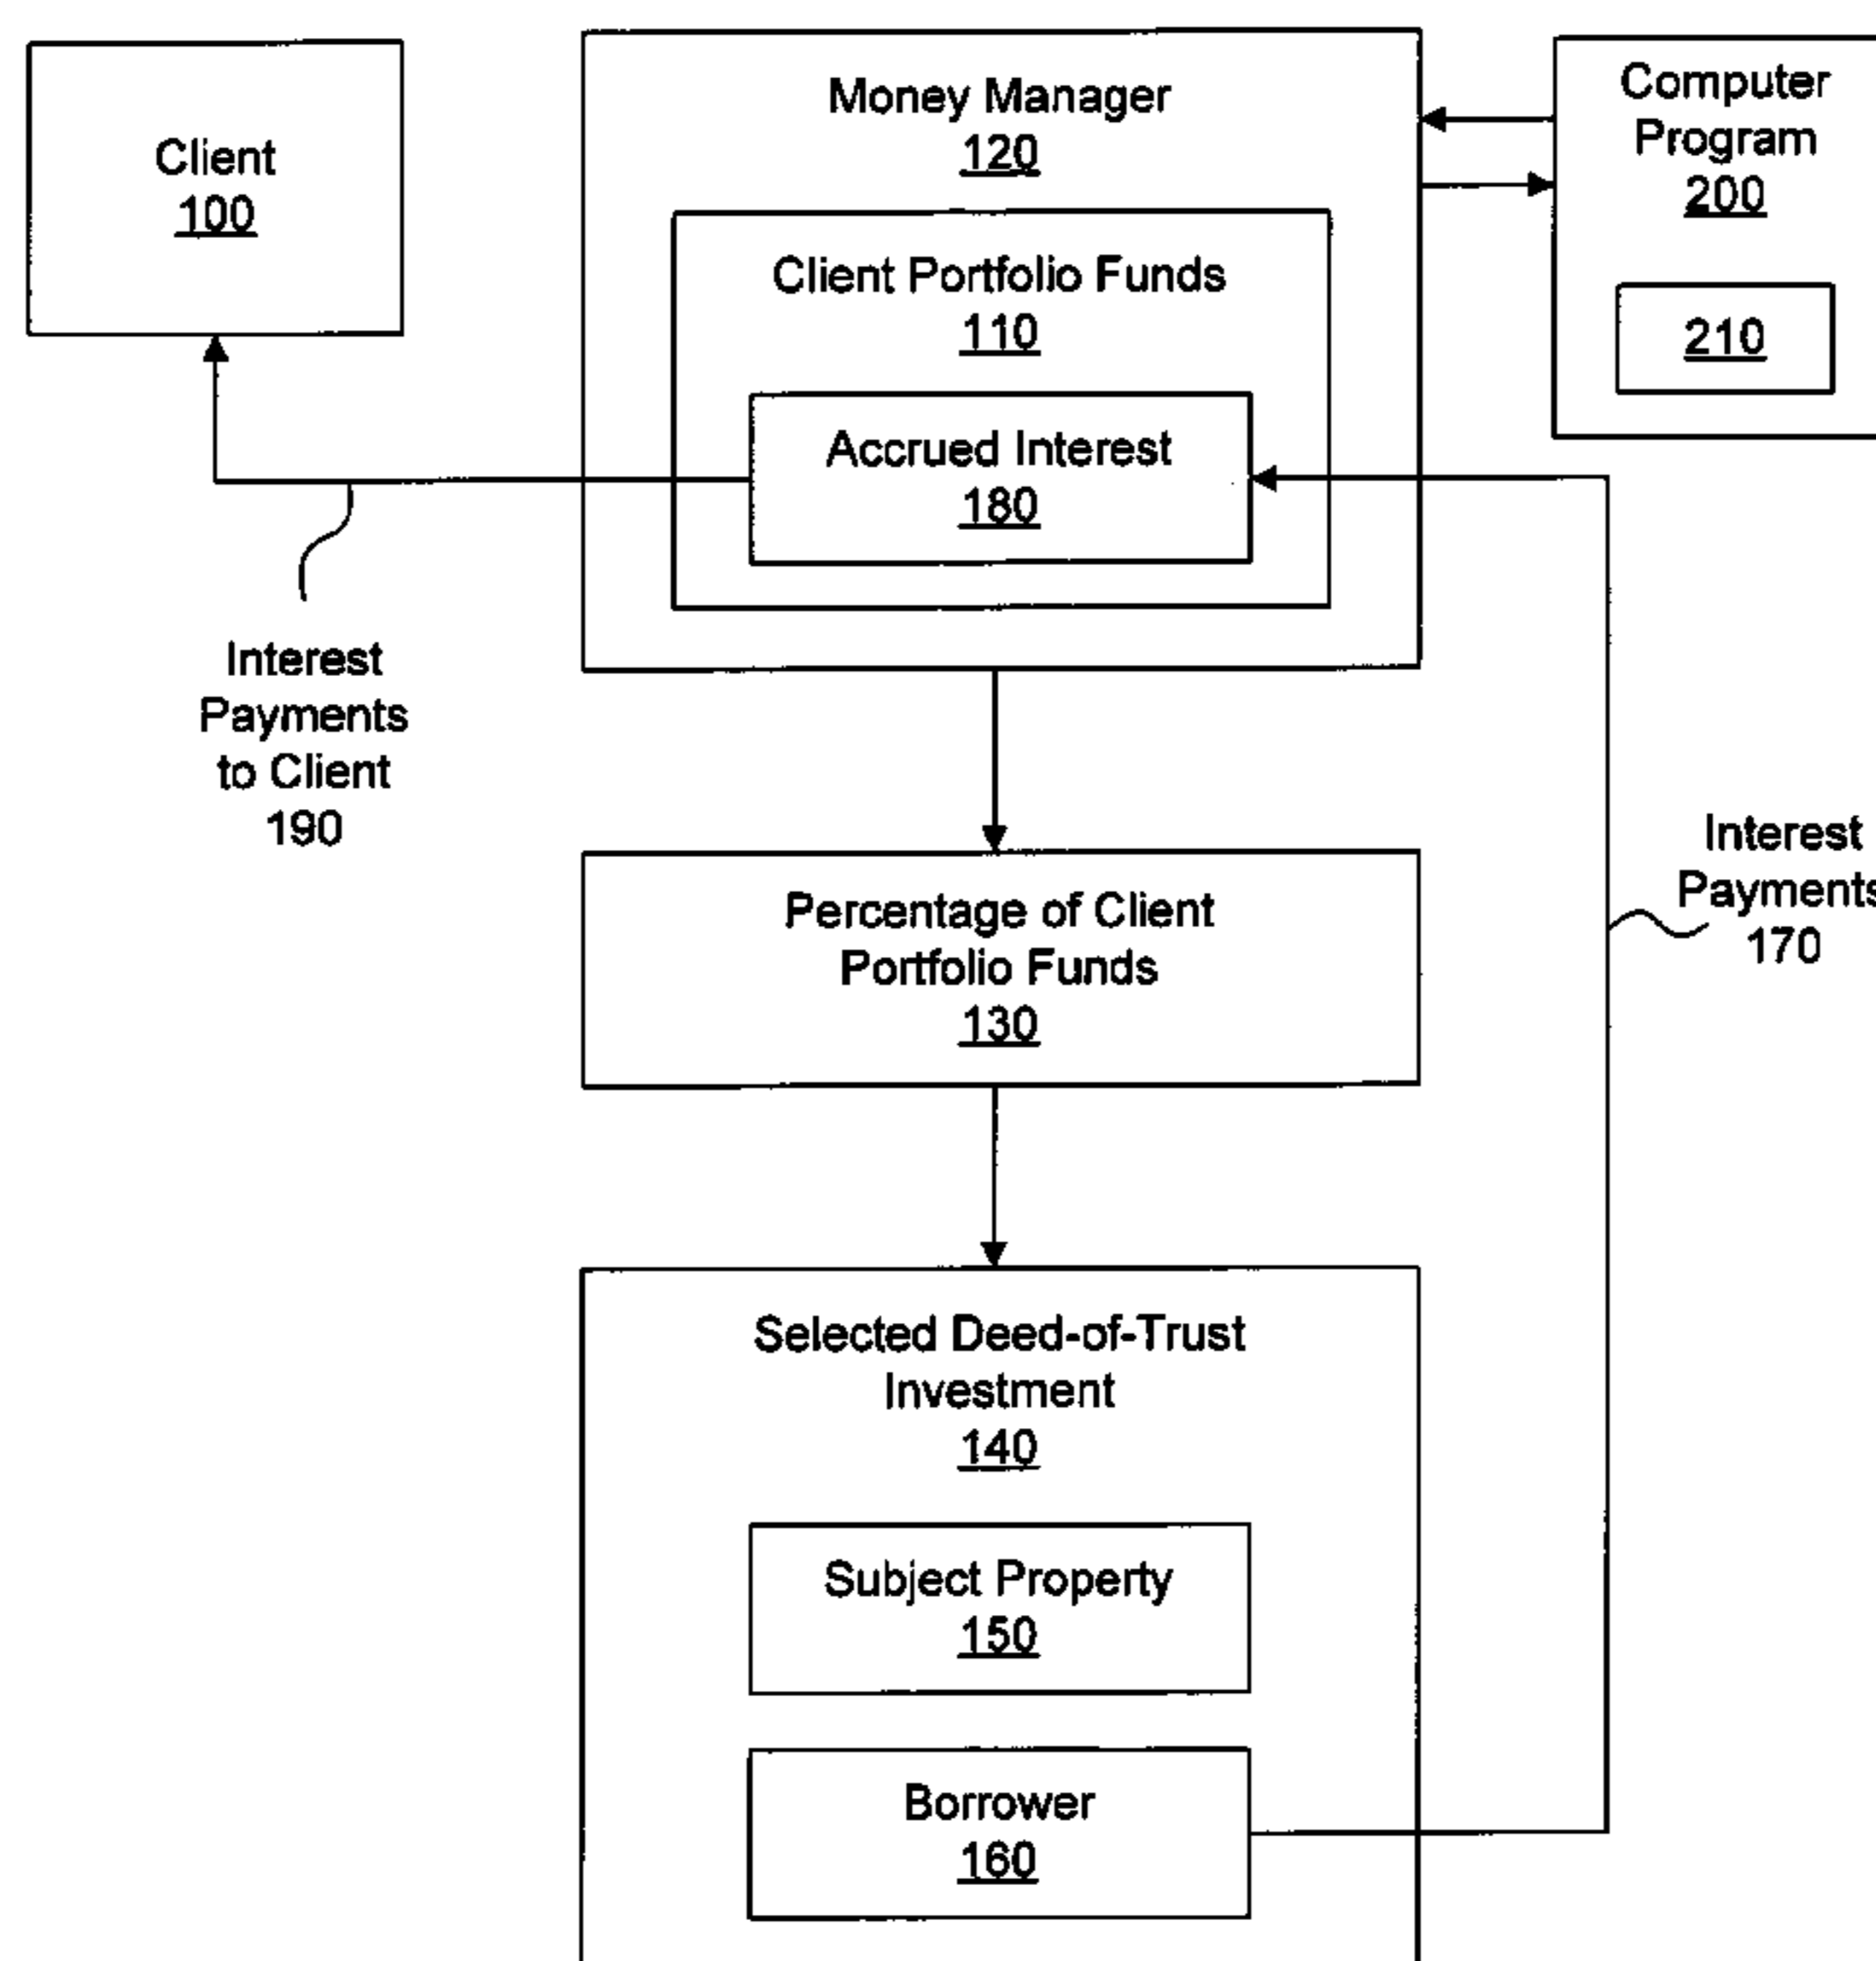 Client
100
Money Manager
120
Client Portfolio Funds
110
Accrued Interest
180
Computer
Program
200
210
Interest
Payments
to Client
190
Percentage of Client
Portfolio Funds
130
Interest
Payments
170
Selected Deed-of-Trust
Investment
140
Subject Property
150
Borrower
160